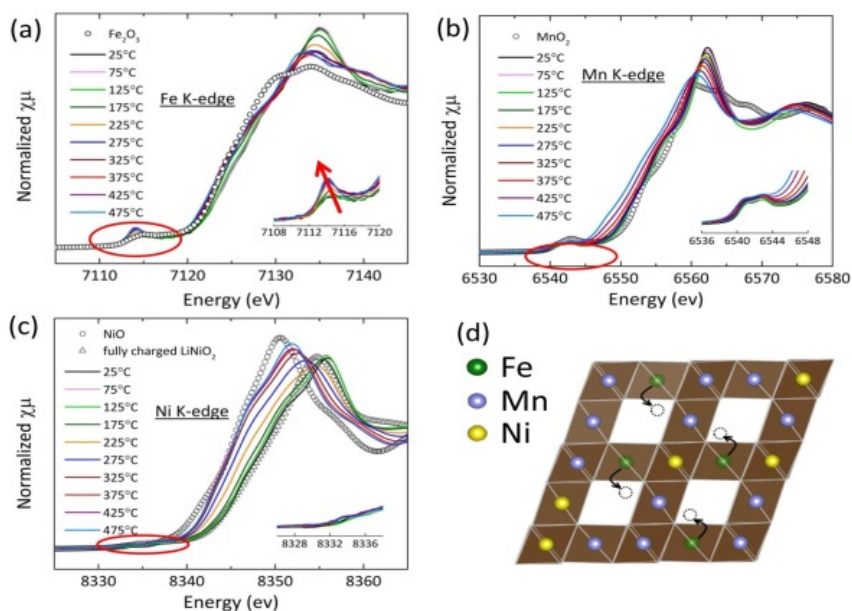 (a)
Fe₂O₃
25°C
75°C
125°C
175°C
225°C
275°C
325°C
375°C
425°C
475°C
Fe K-edge
Normalized χμ
7108 7112 7116 7120
7110 7120 7130 7140
Energy (eV)
(b)
MnO₂
25°C
75°C
125°C
175°C
225°C
275°C
325°C
375°C
425°C
475°C
Mn K-edge
Normalized χμ
6536 6540 6544 6548
6530 6540 6550 6560 6570 6580
Energy (ev)
(c)
NiO
fully charged LiNiO₂
25°C
75°C
125°C
175°C
225°C
275°C
325°C
375°C
425°C
475°C
Ni K-edge
Normalized χμ
8328 8332 8336
8330 8340 8350 8360
Energy (ev)
(d)
Fe
Mn
Ni